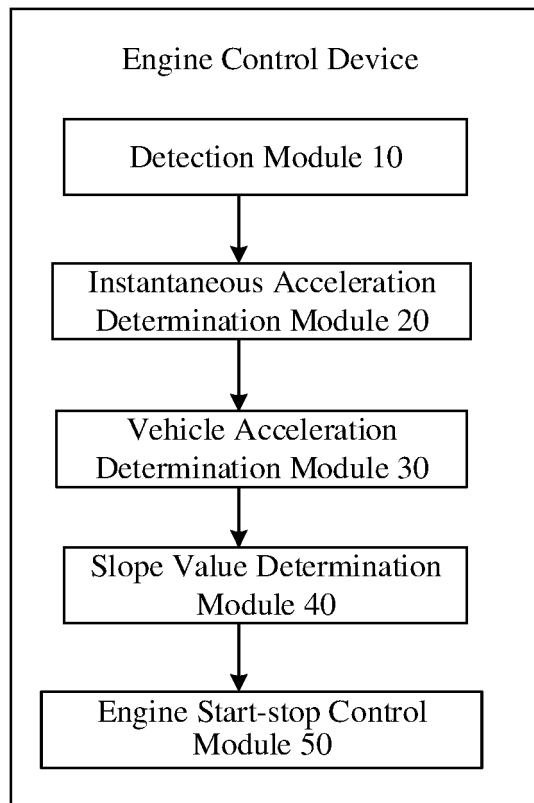 Engine Control Device
Detection Module 10
Instantaneous Acceleration
Determination Module 20
Vehicle Acceleration
Determination Module 30
Slope Value Determination
Module 40
Engine Start-stop Control
Module 50